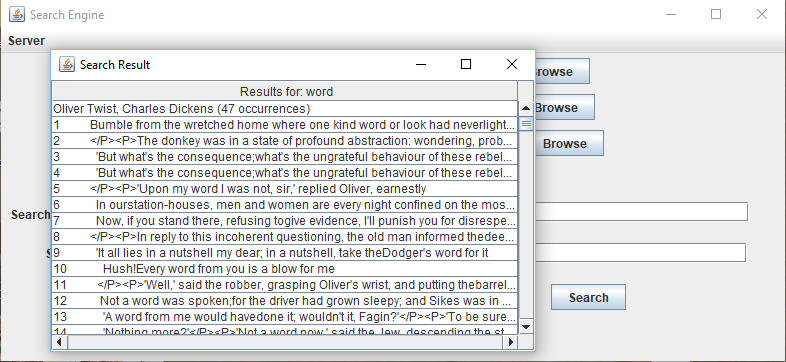 Search Engine
Server
Search Result
Browse
Results for: word
Oliver Twist, Charles Dickens (47 occurrences)
Browse
1 Bumble from the wretched home where one kind word or look had neverlight...
2 </P><P>The donkey was in a state of profound abstraction: wondering, prob...
Browse
3 'But what's the consequence;what's the ungrateful behaviour of these rebel...
4 'But what's the consequence;what's the ungrateful behaviour of these rebel...
5 </P><P>'Upon my word I was not, sir,' replied Oliver, earnestly
6 In ourstation-houses, men and women are every night confined on the mos...
Search
7 Now, if you stand there, refusing togive evidence, I'll punish you for disrespe...
8 </P><P>In reply to this incoherent questioning, the old man informed thedee...
9 'It all lies in a nutshell my dear; in a nutshell, take theDodger's word for it
10 Hush!Every word from you is a blow for me
11 </P><P>'Well,' said the robber, grasping Oliver's wrist, and putting thebarrel...
12 Not a word was spoken;for the driver had grown sleepy; and Sikes was in ...
Search
13 'A word from me would havedone it; wouldn't it, Fagin?'</P><P>'To be sure...
14 'Nothing more?'</P><P>'Not a word now,' said the Jew, descending the st...